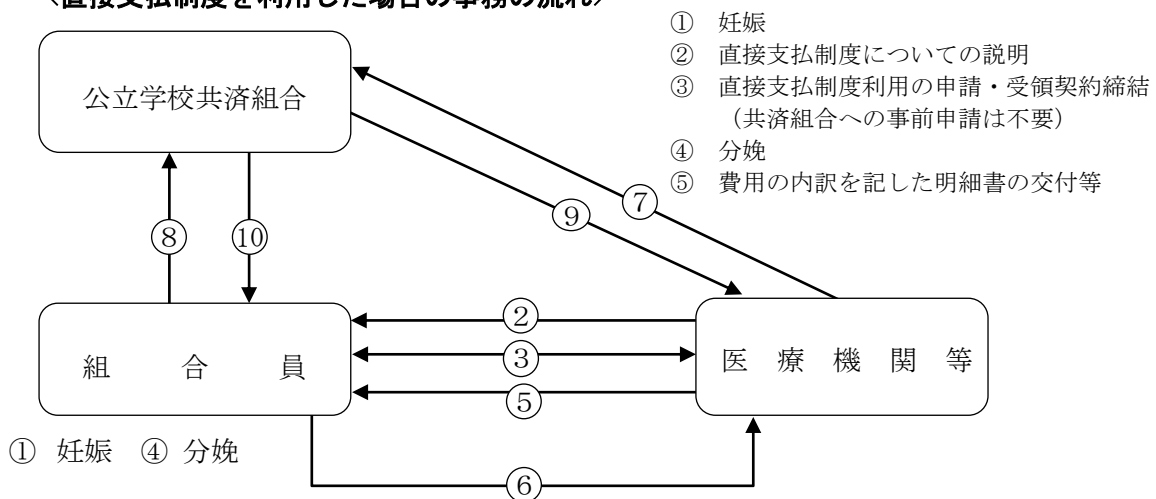 〈直接支払制度を利用した場合の事務の流れ〉
① 妊娠
② 直接支払制度についての説明
③ 直接支払制度利用の申請・受領契約締結
（共済組合への事前申請は不要）
④ 分娩
⑤ 費用の内訳を記した明細書の交付等
公立学校共済組合
⑦
⑨
⑧
⑩
②
組合員
③
医療機関等
⑤
① 妊娠 ④ 分娩
⑥